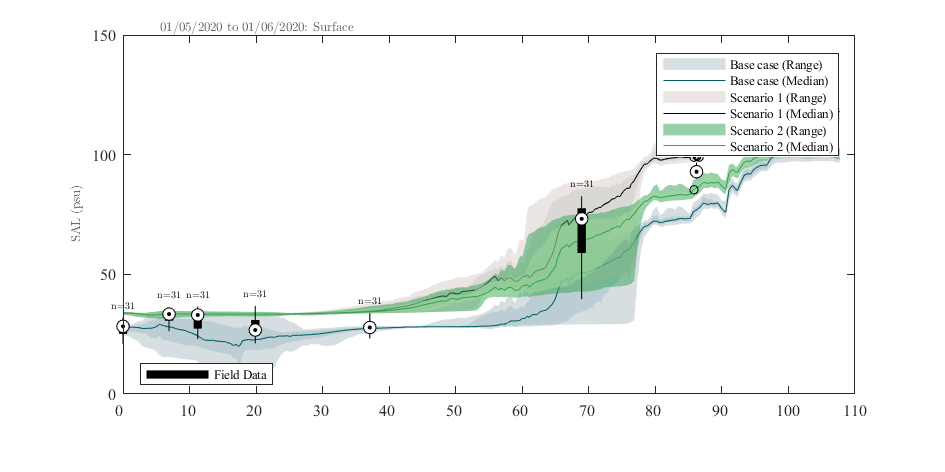 01/05/2020 to 01/06/2020: Surface
150
100
50
0
SAL (psu)
Base case (Range)
Base case (Median)
Scenario 1 (Range)
Scenario 1 (Median)
Scenario 2 (Range)
Scenario 2 (Median)
n=31
n=31
n=31
n=31
n=31
n=31
Field Data
0 10 20 30 40 50 60 70 80 90 100 110